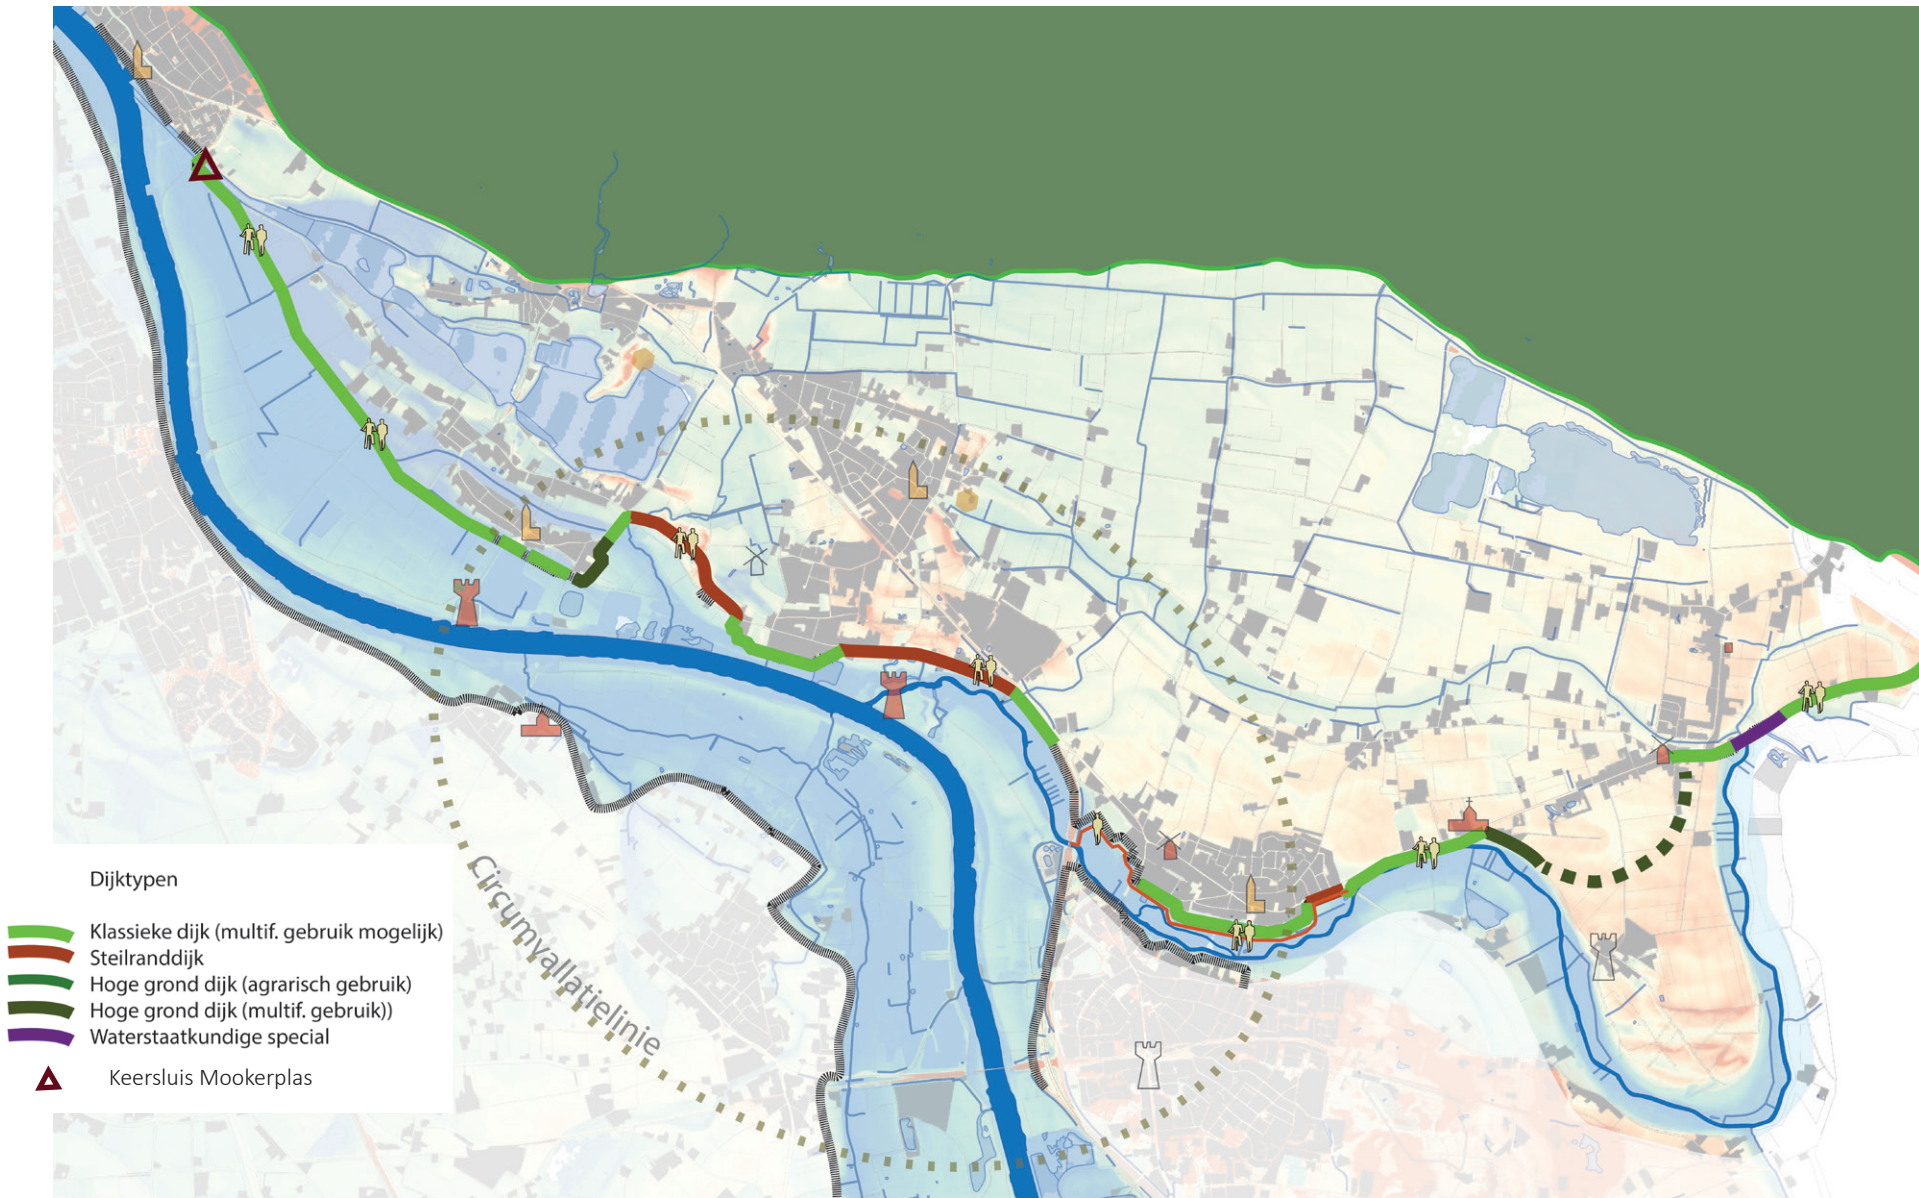 Dijktypen
Klassieke dijk (multif. gebruik mogelijk)
Steilranddijk
Hoge grond dijk (agrarisch gebruik)
Hoge grond dijk (multif. gebruik))
Waterstaatkundige special
Keersluis Mookerplas
Circumvallatielinie